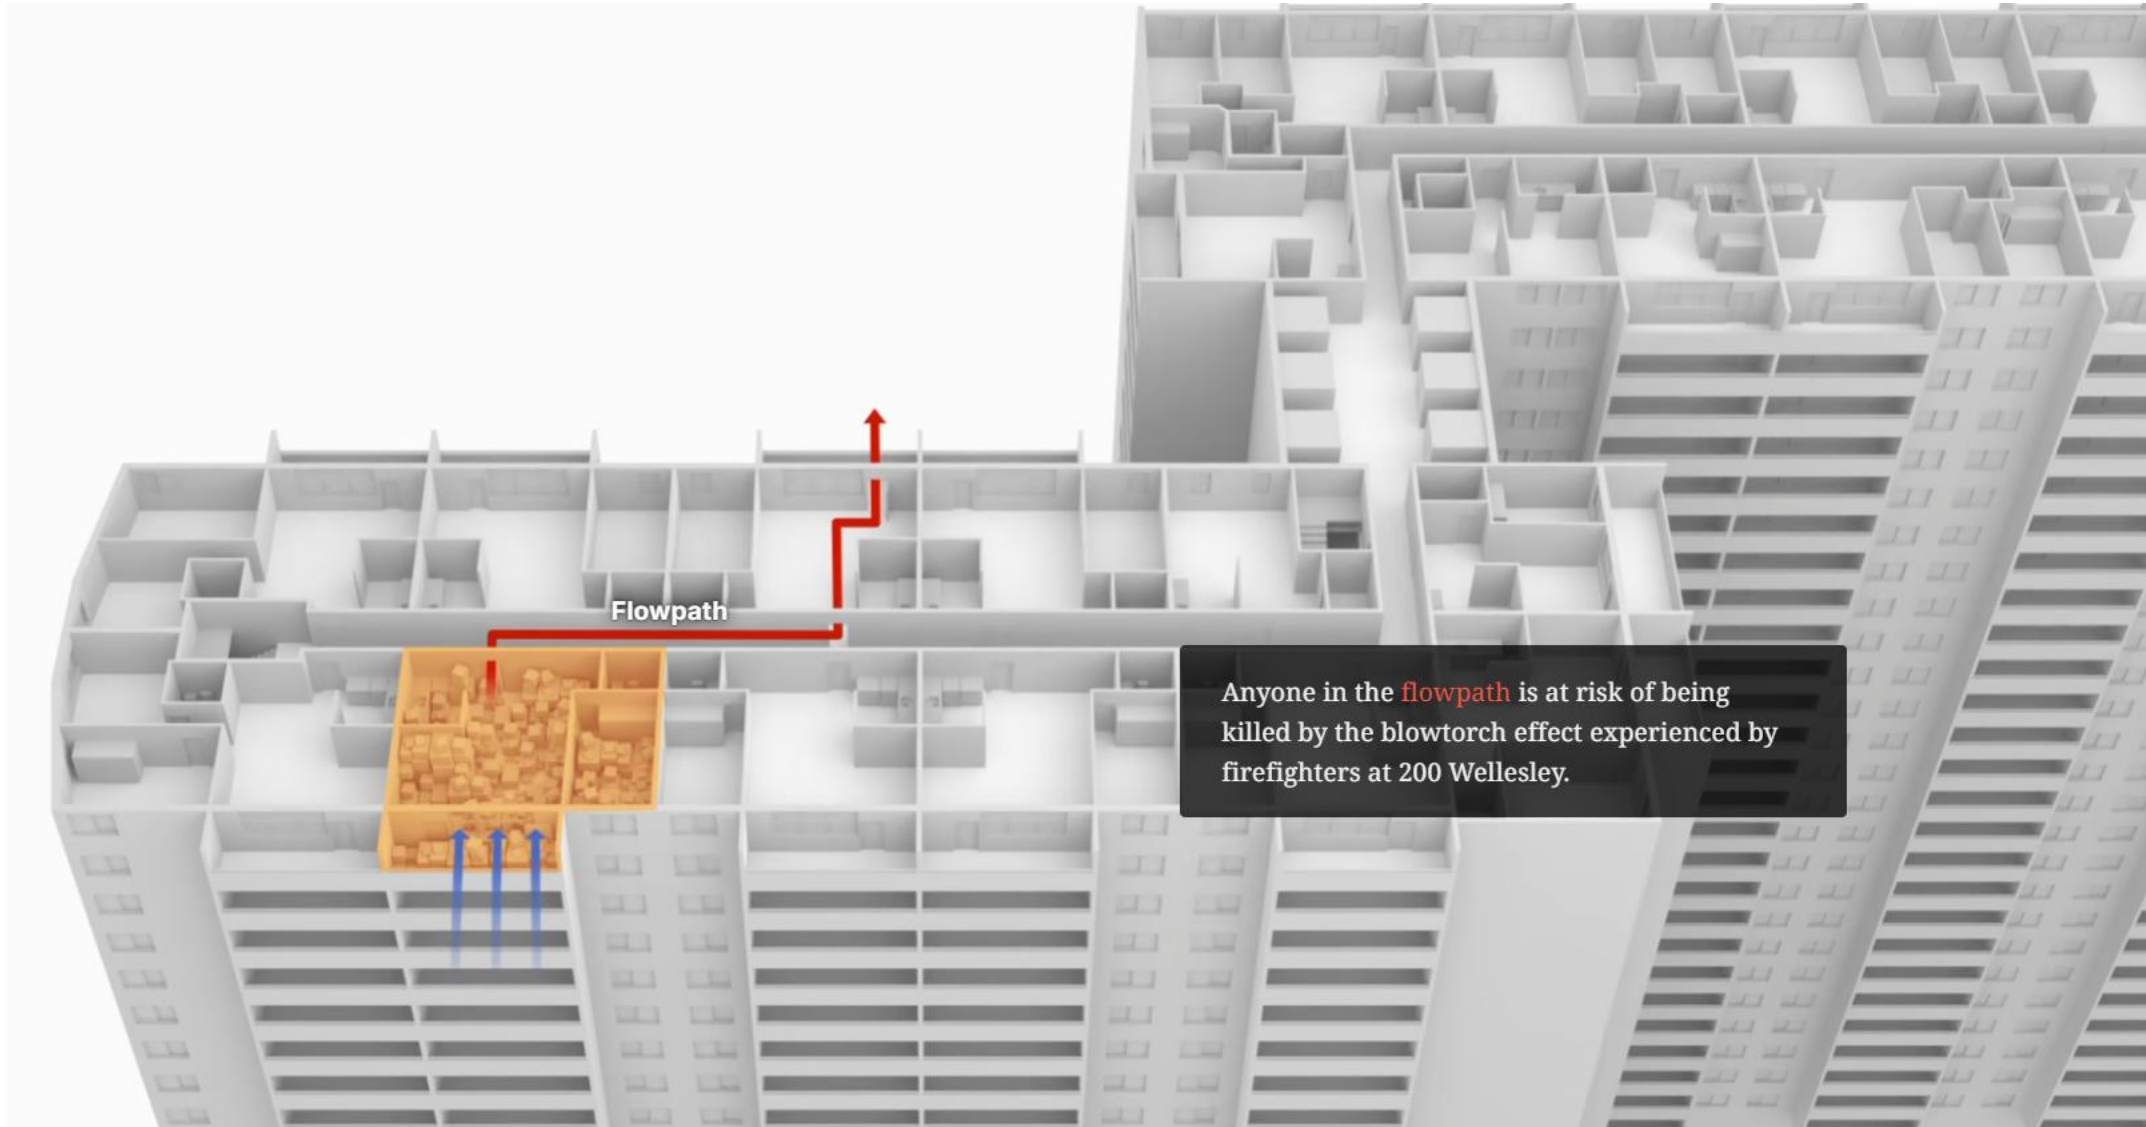 Flowpath
Anyone in the flowpath is at risk of being
killed by the blowtorch effect experienced by
firefighters at 200 Wellesley.